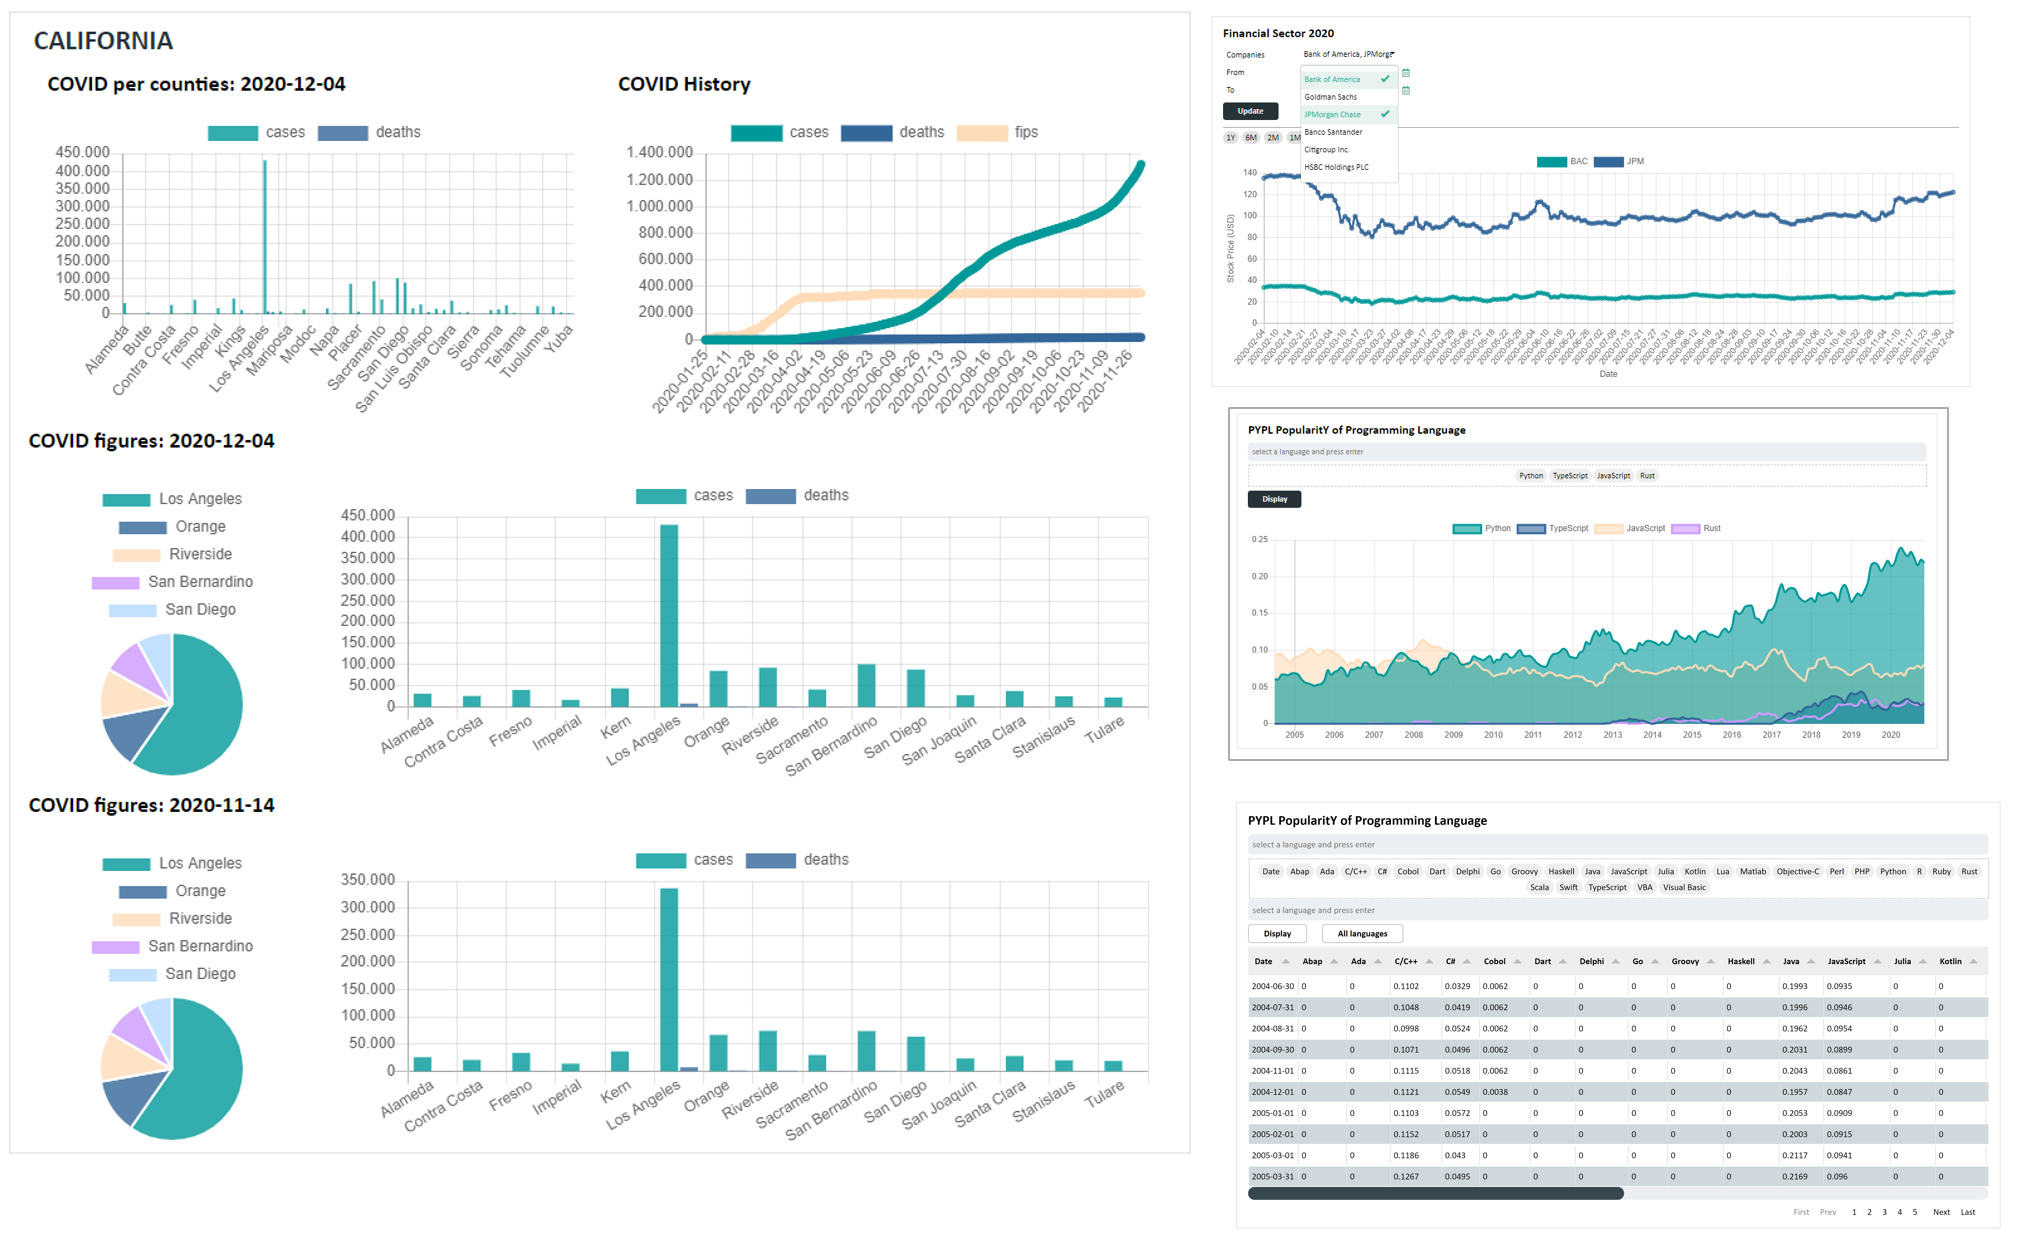 CALIFORNIA
COVID per counties: 2020-12-04
cases deaths
450.000
400.000
350.000
300.000
250.000
200.000
150.000
100.000
50.000
0
Alameda Butte Contra Costa Fresno Imperial Kings Los Angeles Mariposa Modoc Napa Placer Sacramento San Diego San Luis Obispo Santa Clara Sierra Sonoma Tehama Tuolumne Yuba
COVID History
cases deaths fips
1.400.000
1.200.000
1.000.000
800.000
600.000
400.000
200.000
0
2020-01-25 2020-02-11 2020-02-28 2020-03-16 2020-04-02 2020-04-19 2020-05-06 2020-05-23 2020-06-09 2020-06-26 2020-07-13 2020-07-30 2020-08-16 2020-09-02 2020-09-19 2020-10-06 2020-10-23 2020-11-09 2020-11-26
COVID figures: 2020-12-04
Los Angeles
Orange
Riverside
San Bernardino
San Diego
cases deaths
450.000
400.000
350.000
300.000
250.000
200.000
150.000
100.000
50.000
0
Alameda Contra Costa Fresno Imperial Kern Los Angeles Orange Riverside Sacramento San Bernardino San Diego San Joaquin Santa Clara Stanislaus Tulare
COVID figures: 2020-11-14
Los Angeles
Orange
Riverside
San Bernardino
San Diego
cases deaths
350.000
300.000
250.000
200.000
150.000
100.000
50.000
0
Alameda Contra Costa Fresno Imperial Kern Los Angeles Orange Riverside Sacramento San Bernardino San Diego San Joaquin Santa Clara Stanislaus Tulare
Financial Sector 2020
Companies Bank of America, JPMorga
From
To
Update
Bank of America
Goldman Sachs
JPMorgan Chase
Banco Santander
Citigroup Inc.
HSBC Holdings PLC
1Y 6M 2M 1M
BAC JPM
Stock Price (USD)
140
120
100
80
60
40
20
0
2020-02-04 2020-02-10 2020-02-14 2020-02-21 2020-02-27 2020-03-04 2020-03-10 2020-03-17 2020-03-23
Date
PYPL PopularitY of Programming Language
select a language and press enter
Python TypeScript JavaScript Rust
Display
Python TypeScript JavaScript Rust
0.25
0.20
0.15
0.10
0.05
0
2005 2006 2007 2008 2009 2010 2011 2012 2013 2014 2015 2016 2017 2018 2019 2020
PYPL PopularitY of Programming Language
select a language and press enter
Date Abap Ada C/C++ C# Cobol Dart Delphi Go Groovy Haskell Java JavaScript Julia Kotlin Lua Matlab Objective-C Perl PHP Python R Ruby Rust
Scala Swift TypeScript VBA Visual Basic
select a language and press enter
Display All languages
Date Abap Ada C/C++ C# Cobol Dart Delphi Go Groovy Haskell Java JavaScript Julia Kotlin
2004-06-30 0 0 0.1102 0.0329 0.0062 0 0 0 0 0 0.1993 0.0935 0 0
2004-07-31 0 0 0.1048 0.0419 0.0062 0 0 0 0 0 0.1996 0.0946 0 0
2004-08-31 0 0 0.0998 0.0524 0.0062 0 0 0 0 0 0.1962 0.0954 0 0
2004-09-30 0 0 0.1071 0.0496 0.0062 0 0 0 0 0 0.2031 0.0899 0 0
2004-11-01 0 0 0.1115 0.0518 0.0062 0 0 0 0 0 0.2043 0.0861 0 0
2004-12-01 0 0 0.1121 0.0549 0.0038 0 0 0 0 0 0.1957 0.0847 0 0
2005-01-01 0 0 0.1103 0.0572 0 0 0 0 0 0 0.2053 0.0909 0 0
2005-02-01 0 0 0.1152 0.0517 0 0 0 0 0 0 0.2003 0.0915 0 0
2005-03-01 0 0 0.1186 0.043 0 0 0 0 0 0 0.2117 0.0941 0 0
2005-03-31 0 0 0.1267 0.0495 0 0 0 0 0 0 0.2169 0.096 0 0
First Prev 1 2 3 4 5 Next Last